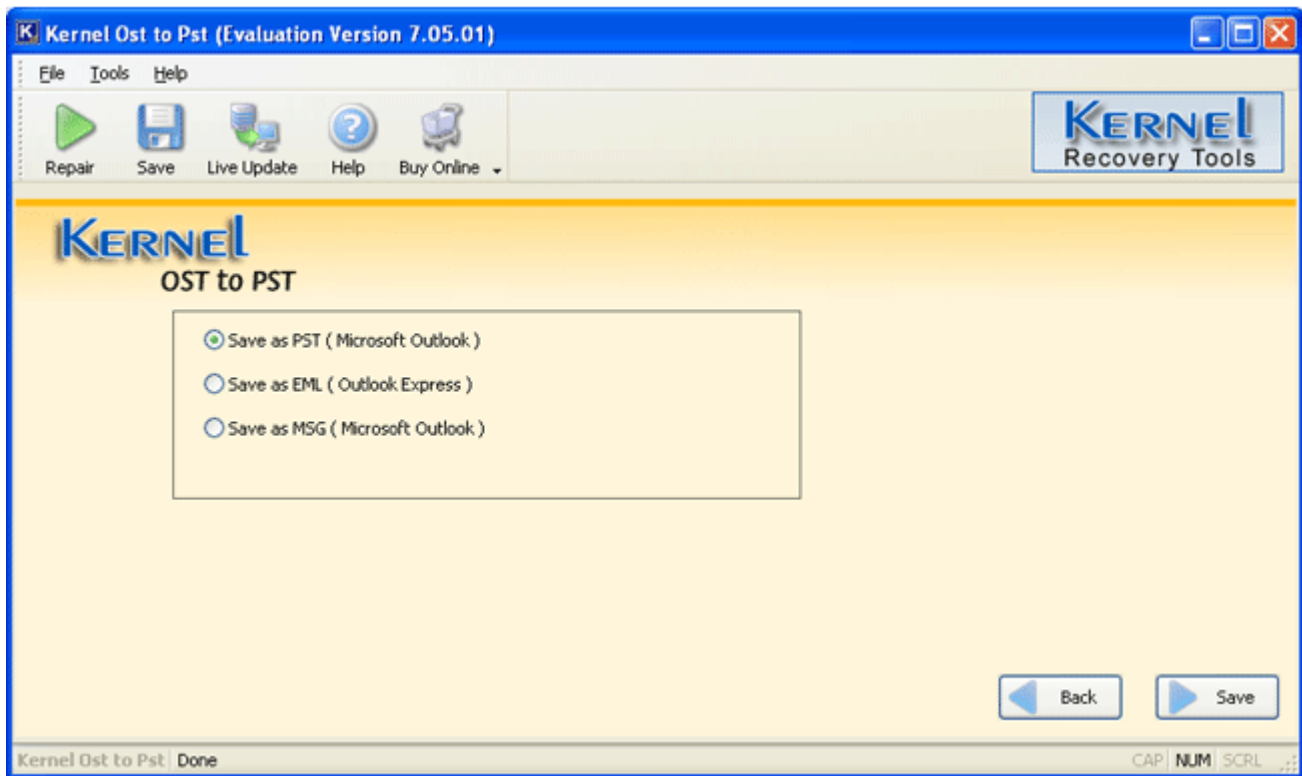 Kernel Ost to Pst (Evaluation Version 7.05.01)
File Tools Help
Repair Save Live Update Help Buy Online
KERNEL
Recovery Tools
KERNEL
OST to PST
Save as PST ( Microsoft Outlook )
Save as EML ( Outlook Express )
Save as MSG ( Microsoft Outlook )
Back Save
Kernel Ost to Pst Done CAP NUM SCRL